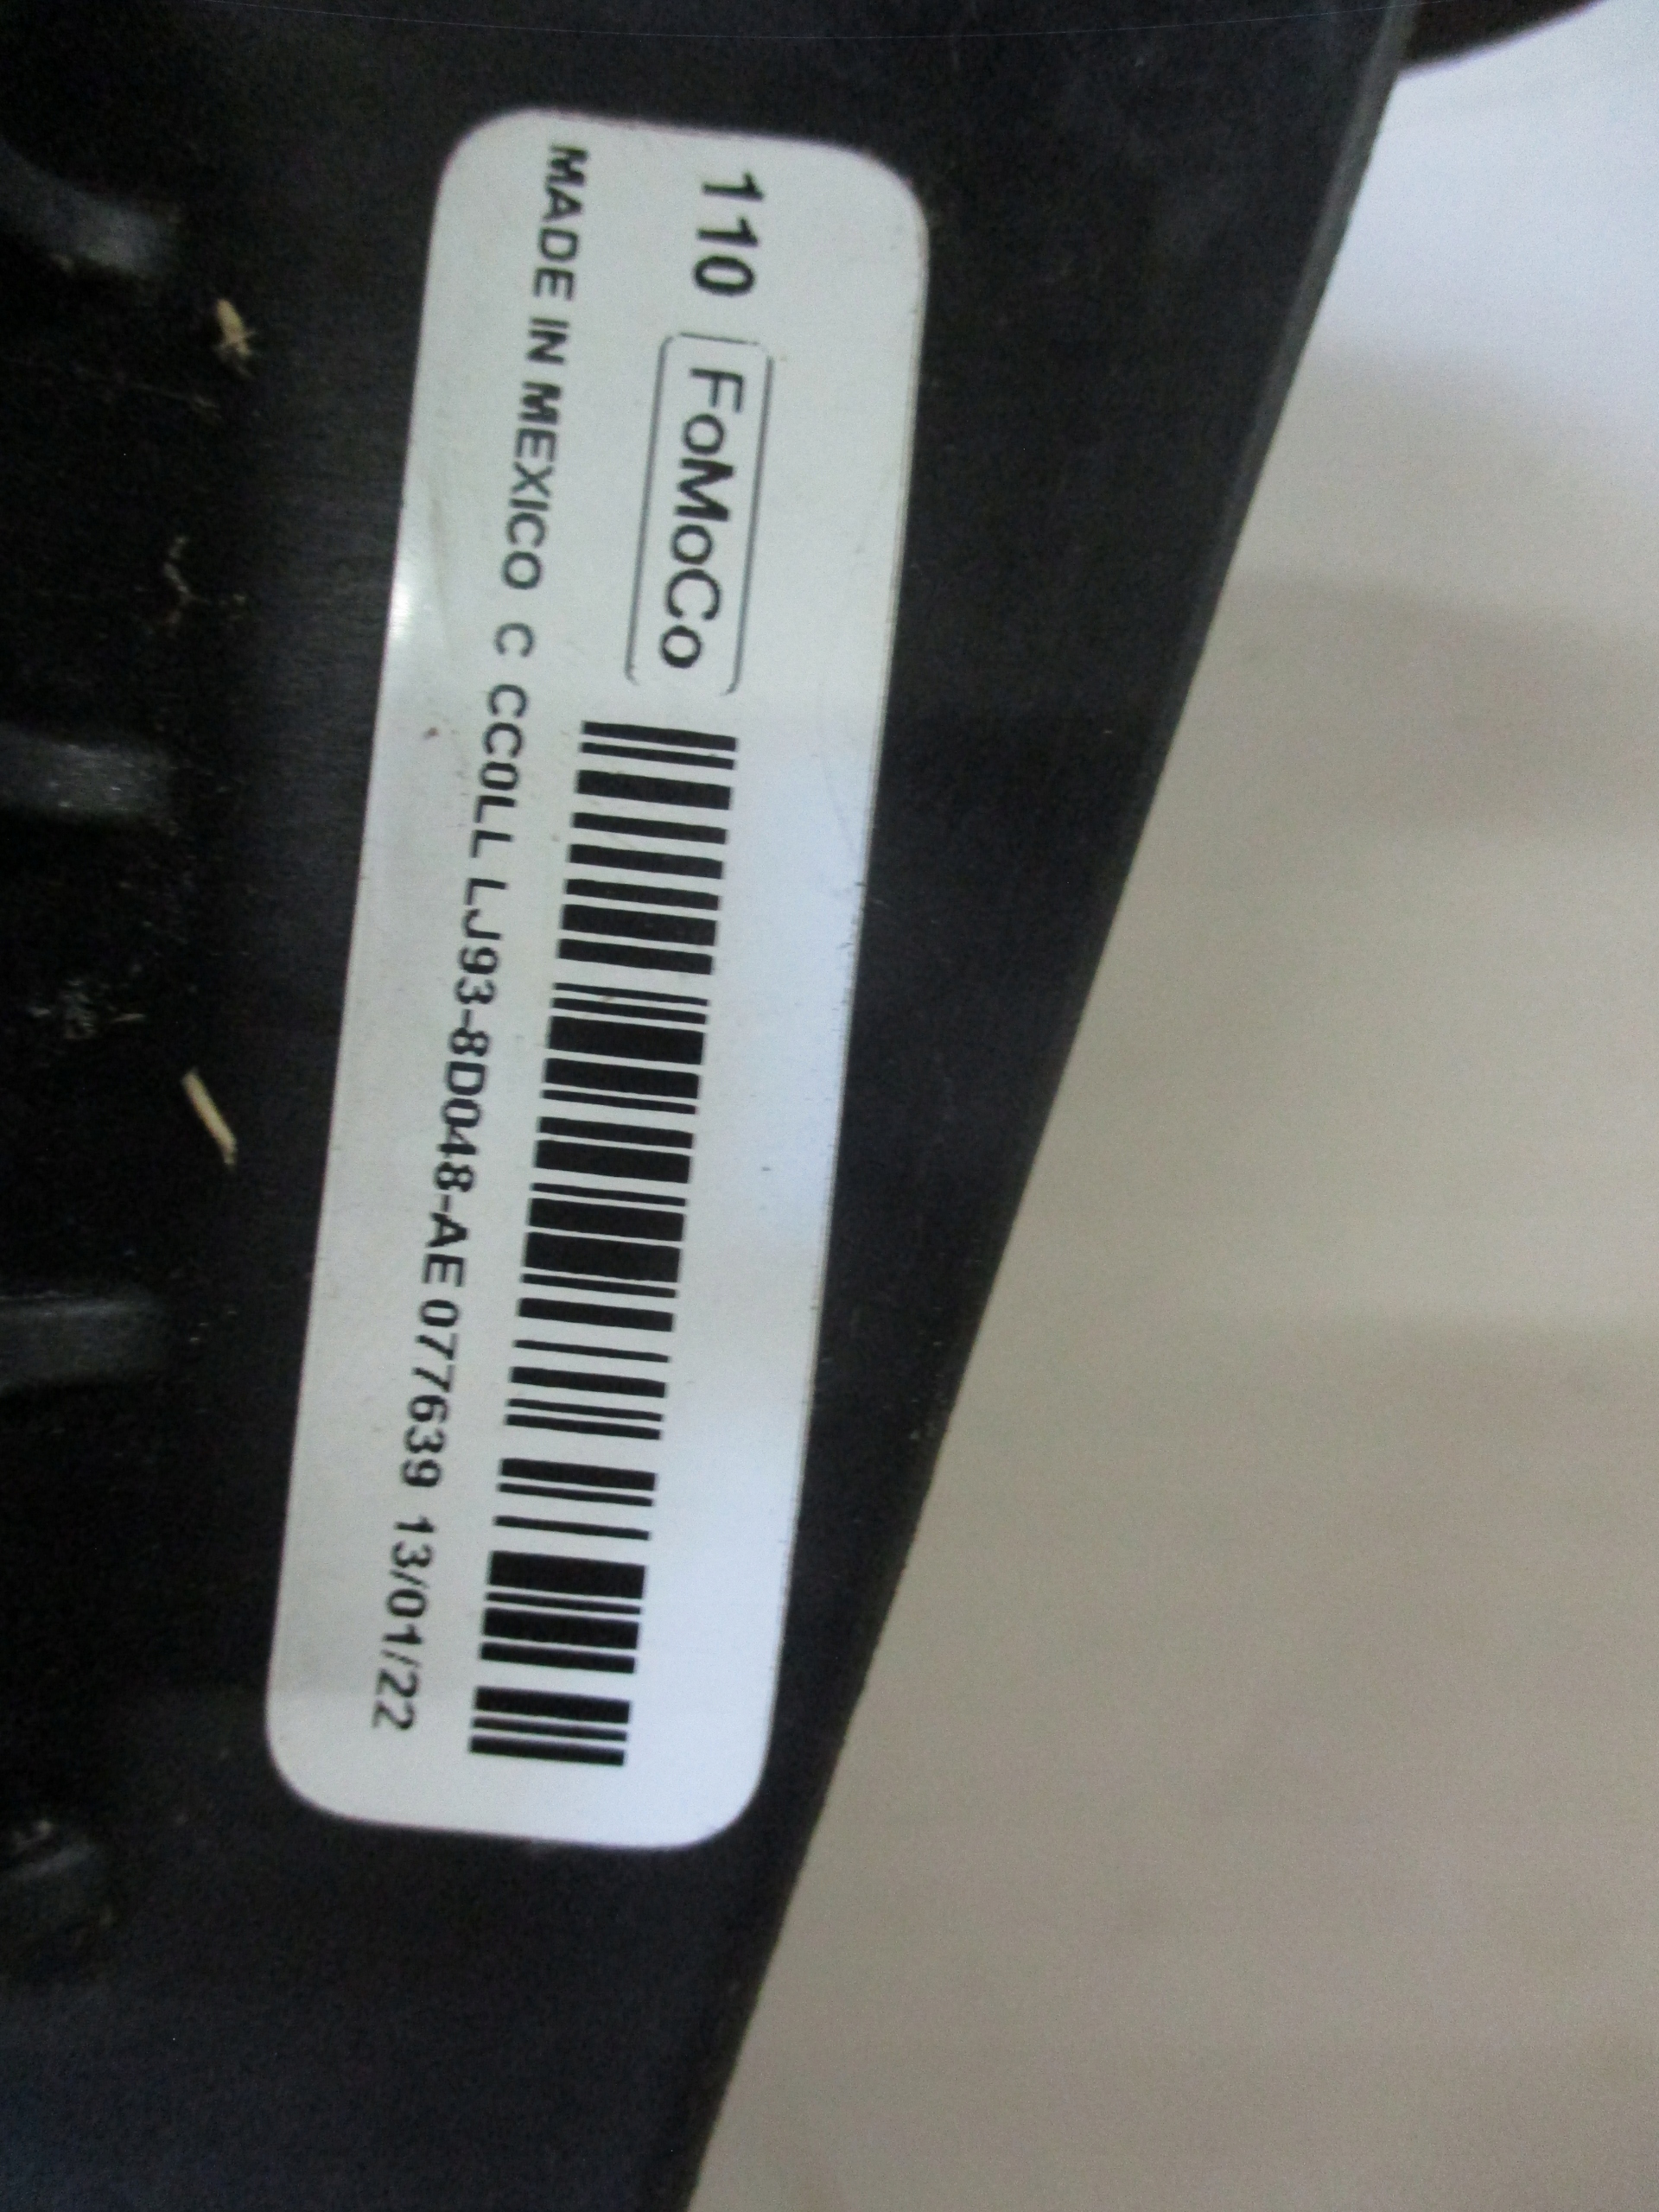 110 FoMoCo
MADE IN MEXICO C CC0LL LJ93-8D048-AE 077639 13/01/22